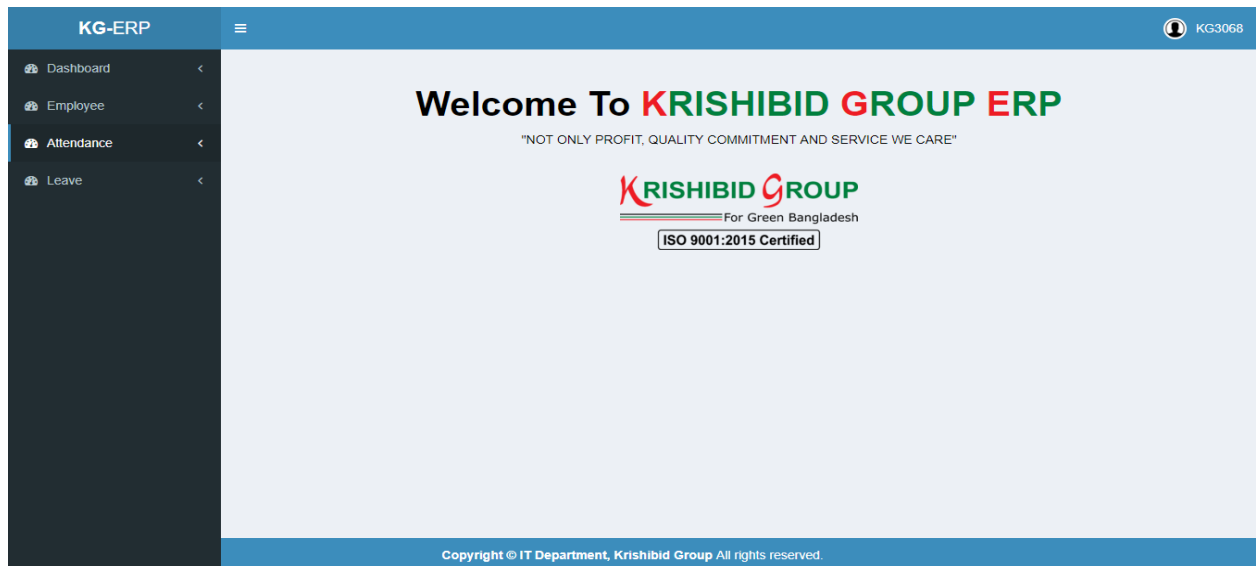 KG-ERP
KG3068
Dashboard
Employee
Attendance
Leave
Welcome To KRISHIBID GROUP ERP
"NOT ONLY PROFIT, QUALITY COMMITMENT AND SERVICE WE CARE"
KRISHIBID GROUP
For Green Bangladesh
ISO 9001:2015 Certified
Copyright © IT Department, Krishibid Group All rights reserved.